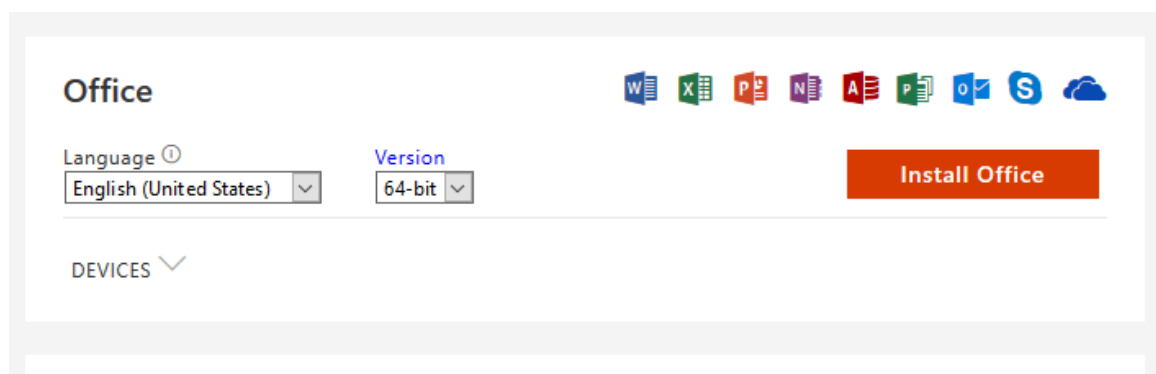 Office
Language
Version
English (United States)
64-bit
Install Office
DEVICES